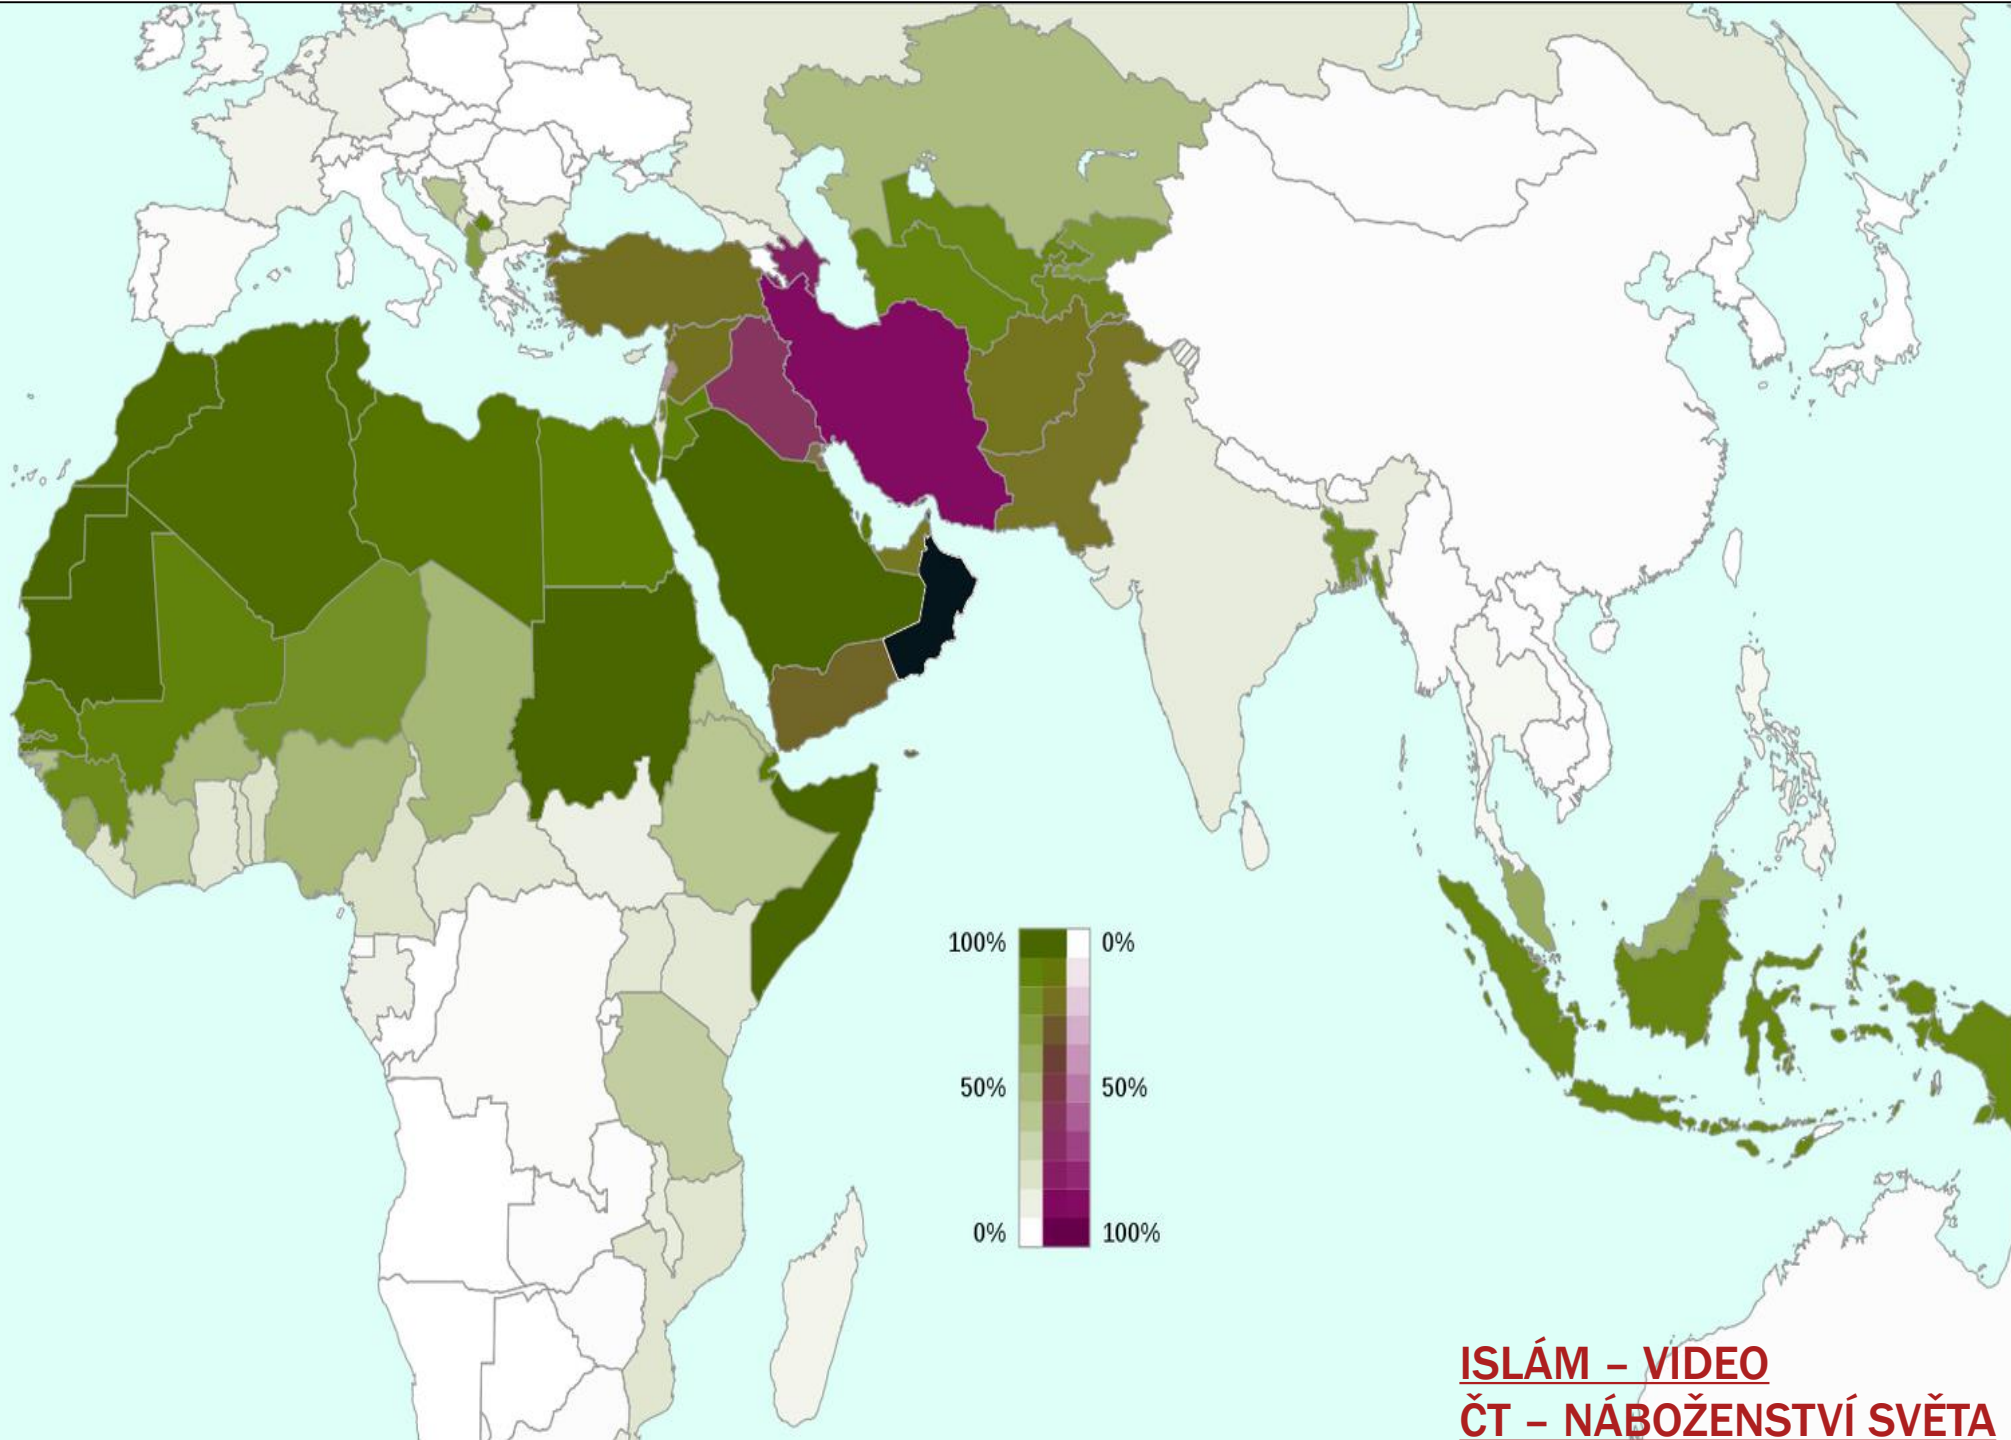 100% 0%
50% 50%
0% 100%
ISLÁM – VIDEO
ČT – NÁBOŽENSTVÍ SVĚTA